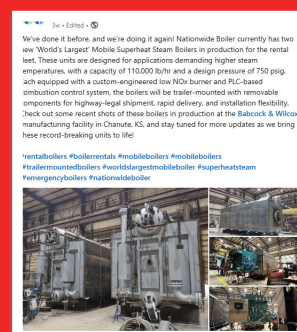 3w • Edited •
We've done it before, and we're doing it again! Nationwide Boiler currently has two
new 'World's Largest' Mobile Superheat Steam Boilers in production for the rental
fleet. These units are designed for applications demanding higher steam
temperatures, with a capacity of 110,000 lb/hr and a design pressure of 750 psig.
Each equipped with a custom-engineered low NOx burner and PLC-based
combustion control system, the boilers will be trailer-mounted with removable
components for highway-legal shipment, rapid delivery, and installation flexibility.
Check out some recent shots of these boilers in production at the Babcock & Wilcox
manufacturing facility in Chanute, KS, and stay tuned for more updates as we bring
these record-breaking units to life!
#rentalboilers #boilerrentals #mobileboilers #mobileboilers
#trailermountedboilers #worldslargestmobileboiler #superheatsteam
#emergencyboilers #nationwideboiler